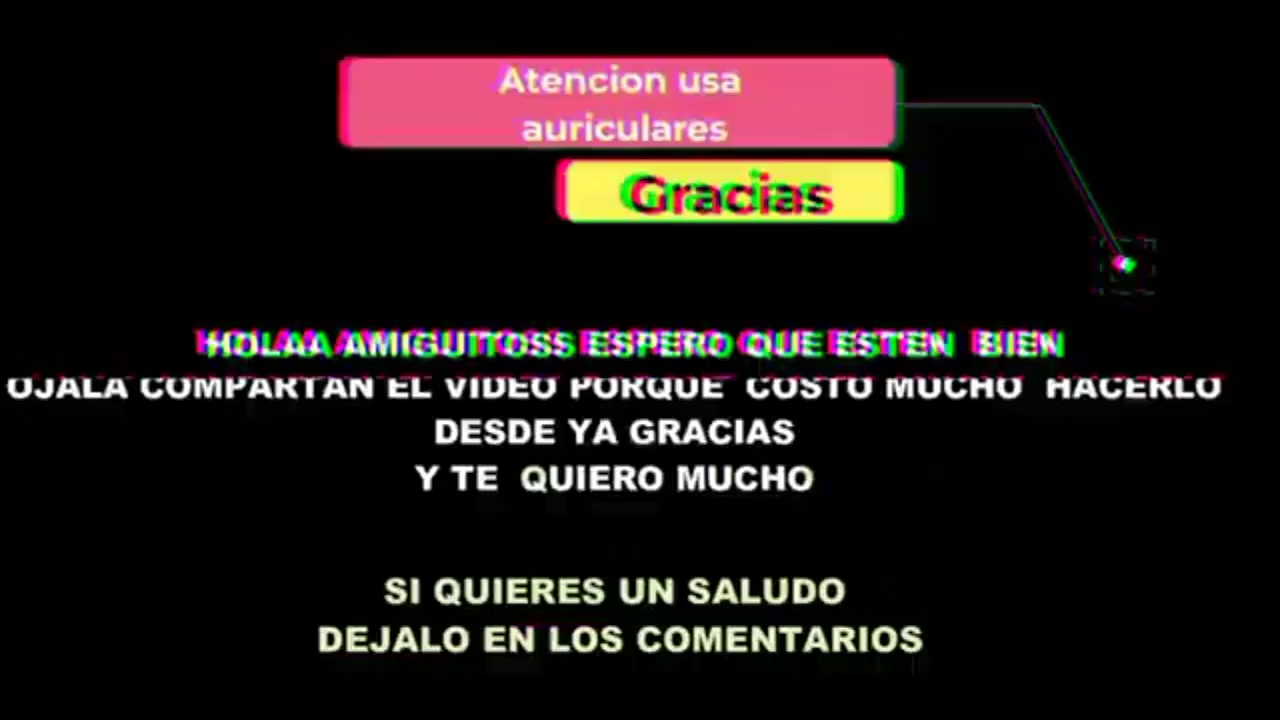 Atencion usa
auriculares
Gracias
HOLAA AMIGUITOSS ESPERO QUE ESTEN BIEN
OJALA COMPARTAN EL VIDEO PORQUE COSTO MUCHO HACERLO
DESDE YA GRACIAS
Y TE QUIERO MUCHO
SI QUIERES UN SALUDO
DEJALO EN LOS COMENTARIOS